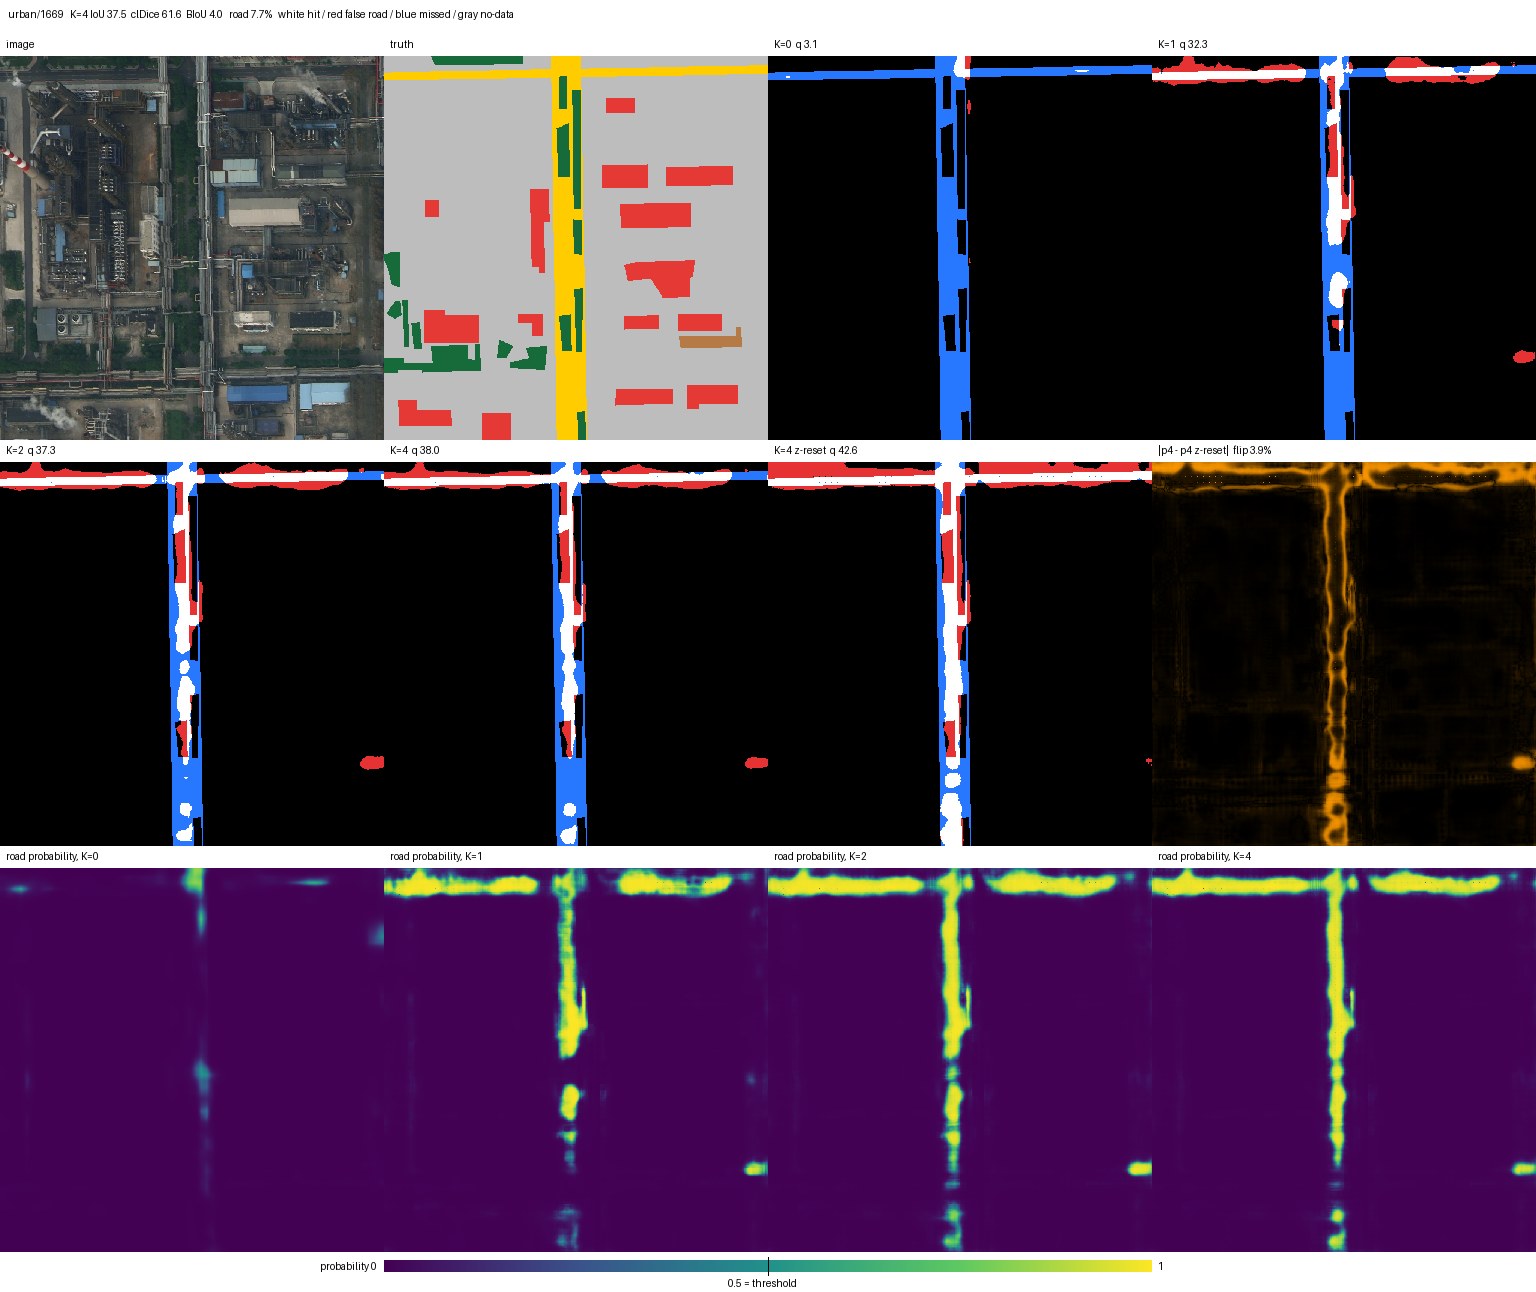 urban/1669 K=4 IoU 37.5 clDice 61.6 BIoU 4.0 road 7.7% white hit / red false road / blue missed / gray no-data
image
truth
K=0 q 3.1
K=1 q 32.3
K=2 q 37.3
K=4 q 38.0
K=4 z-reset q 42.6
|p4 - p4 z-reset| flip 3.9%
road probability, K=0
road probability, K=1
road probability, K=2
road probability, K=4
probability 0
1
0.5 = threshold